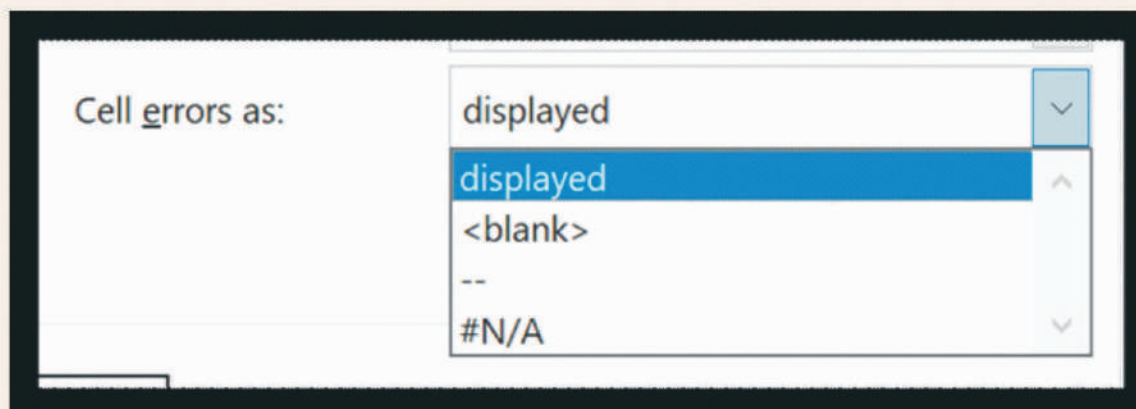 Cell errors as:
displayed
displayed
<blank>
--
#N/A